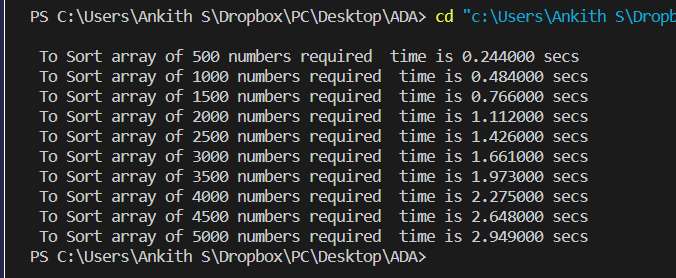 PS C:\Users\Ankith S\Dropbox\PC\Desktop\ADA> cd "c:\Users\Ankith S\Dropb
To Sort array of 500 numbers required  time is 0.244000 secs
To Sort array of 1000 numbers required  time is 0.484000 secs
To Sort array of 1500 numbers required  time is 0.766000 secs
To Sort array of 2000 numbers required  time is 1.112000 secs
To Sort array of 2500 numbers required  time is 1.426000 secs
To Sort array of 3000 numbers required  time is 1.661000 secs
To Sort array of 3500 numbers required  time is 1.973000 secs
To Sort array of 4000 numbers required  time is 2.275000 secs
To Sort array of 4500 numbers required  time is 2.648000 secs
To Sort array of 5000 numbers required  time is 2.949000 secs
PS C:\Users\Ankith S\Dropbox\PC\Desktop\ADA>